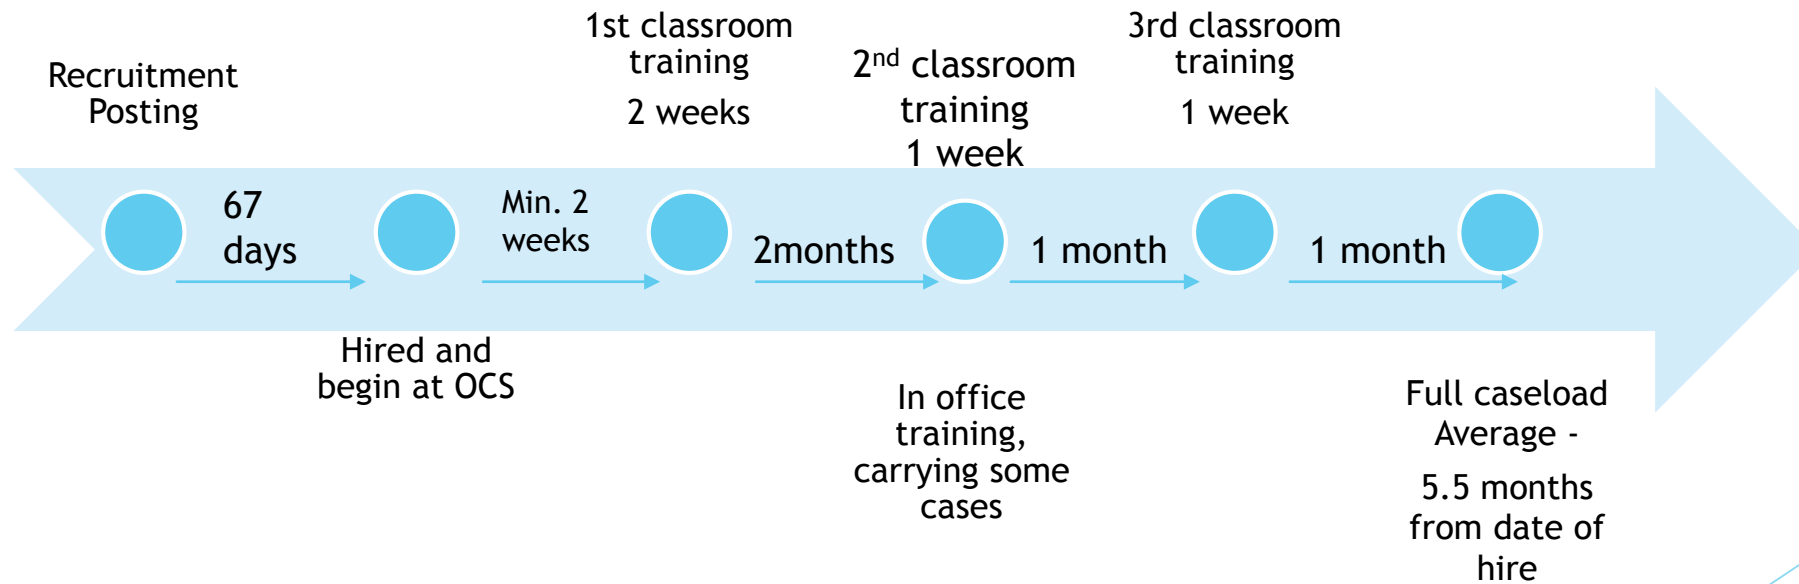 Recruitment
Posting
1st classroom
training
2 weeks
2nd classroom
training
1 week
3rd classroom
training
1 week
67
days
Min. 2
weeks
2months
1 month
1 month
Hired and
begin at OCS
In office
training,
carrying some
cases
Full caseload
Average -
5.5 months
from date of
hire